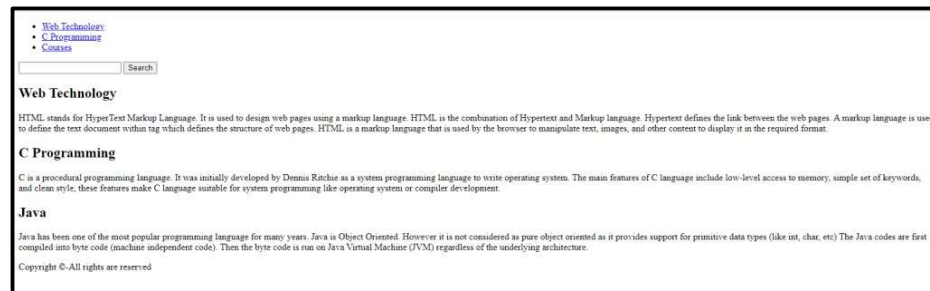 Web Technology
C Programming
Courses
Search
Web Technology
HTML stands for HyperText Markup Language. It is used to design web pages using a markup language. HTML is the combination of Hypertext and Markup language. Hypertext defines the link between the web pages. A markup language is use
to define the text document within tag which defines the structure of web pages. HTML is a markup language that is used by the browser to manipulate text, images, and other content to display it in the required format.
C Programming
C is a procedural programming language. It was initially developed by Dennis Ritchie as a system programming language to write operating system. The main features of C language include low-level access to memory, simple set of keywords,
and clean style, these features make C language suitable for system programming like operating system or compiler development.
Java
Java has been one of the most popular programming language for many years. Java is Object Oriented. However it is not considered as pure object oriented as it provides support for primitive data types (like int, char, etc) The Java codes are first
compiled into byte code (machine independent code). Then the byte code is run on Java Virtual Machine (JVM) regardless of the underlying architecture.
Copyright ©-All rights are reserved